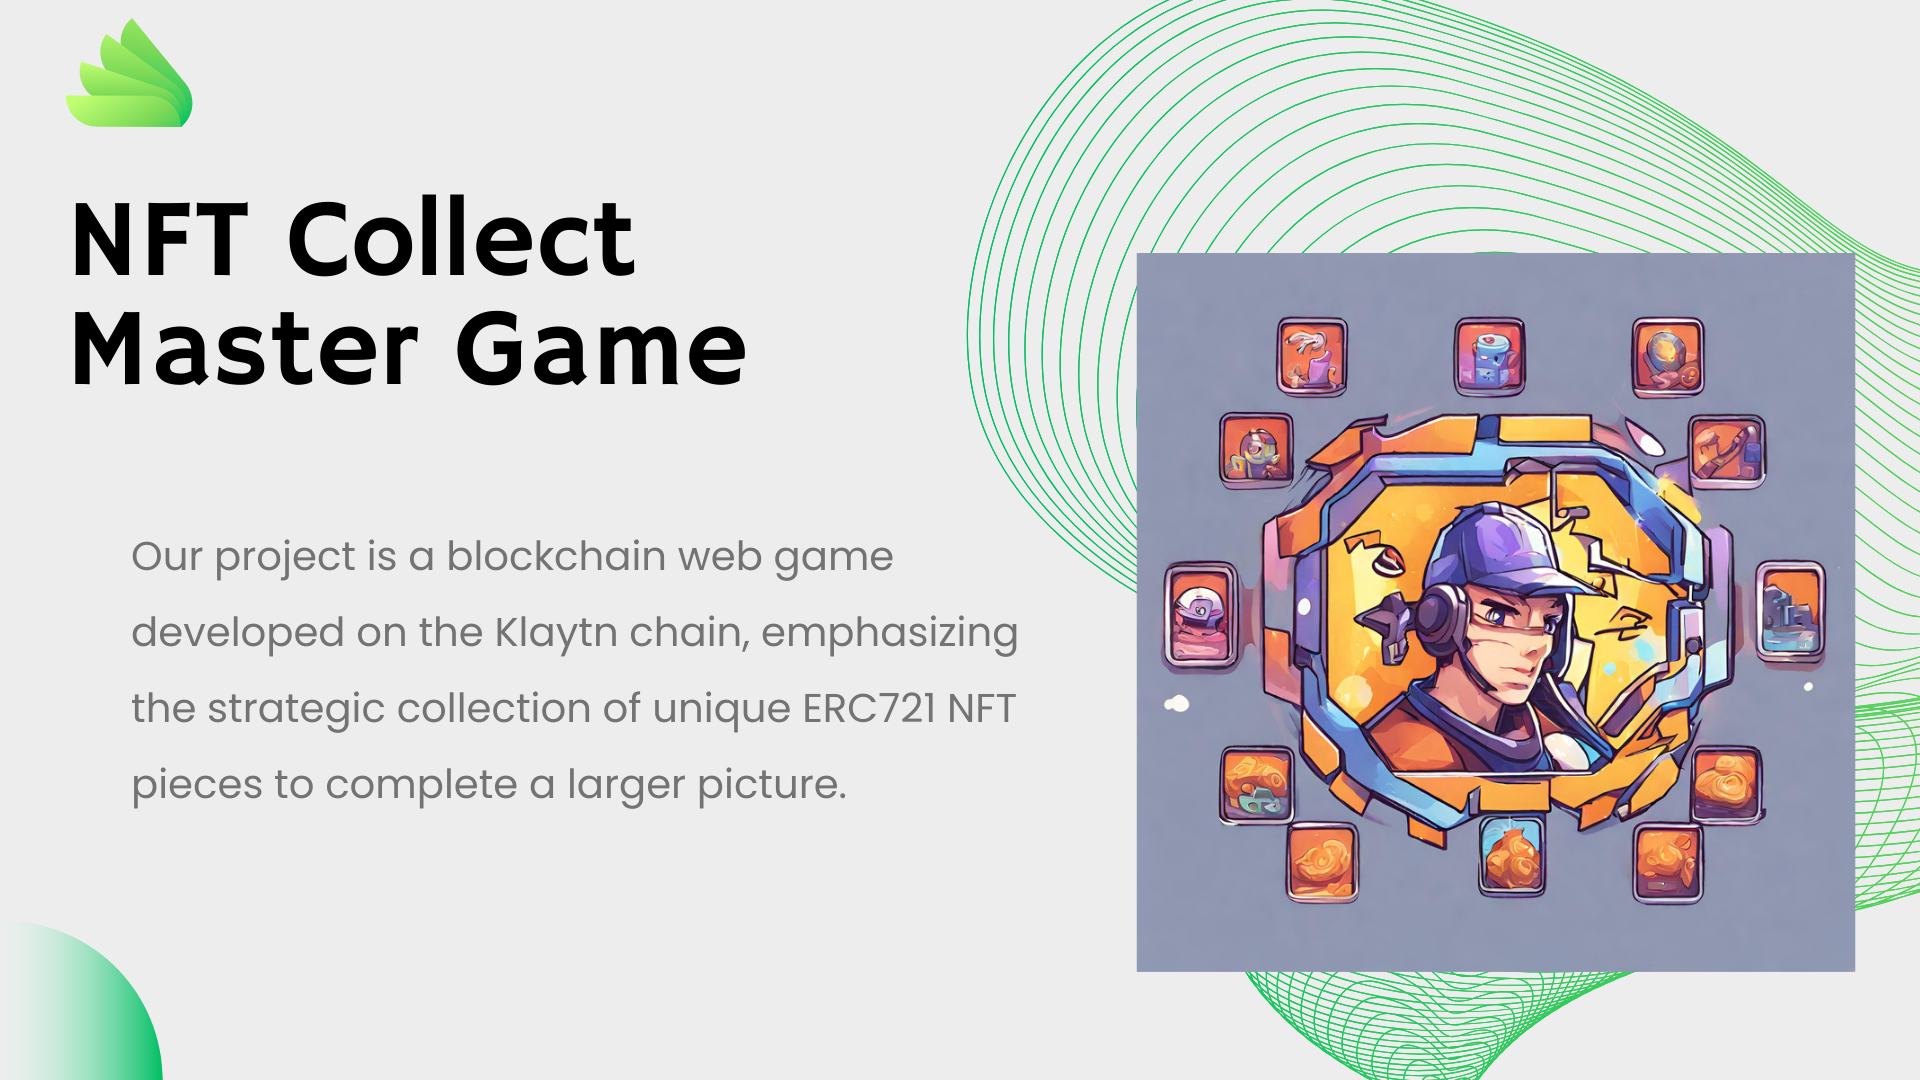 NFT Collect
Master Game
Our project is a blockchain web game
developed on the Klaytn chain, emphasizing
the strategic collection of unique ERC721 NFT
pieces to complete a larger picture.